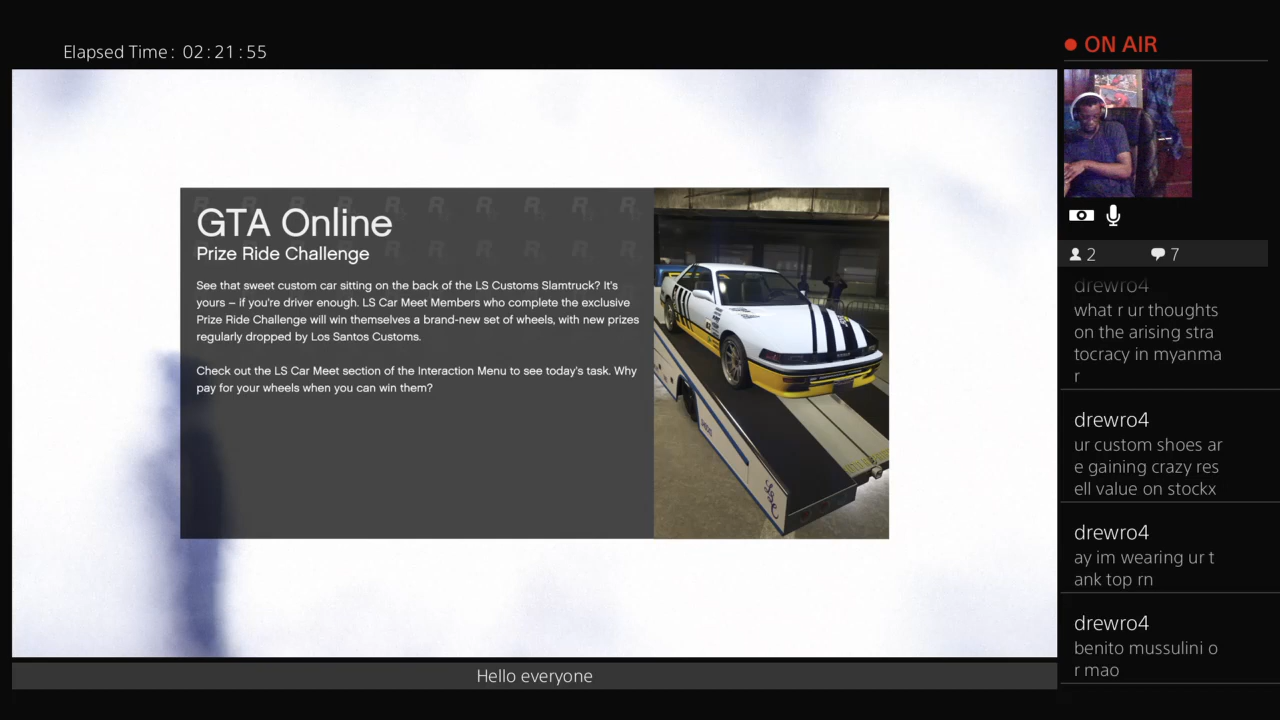 Elapsed Time: 02:21:55
ON AIR
GTA Online
Prize Ride Challenge
See that sweet custom car sitting on the back of the LS Customs Slamtruck? It's
yours – if you're driver enough. LS Car Meet Members who complete the exclusive
Prize Ride Challenge will win themselves a brand-new set of wheels, with new prizes
regularly dropped by Los Santos Customs.
Check out the LS Car Meet section of the Interaction Menu to see today's task. Why
pay for your wheels when you can win them?
Hello everyone
2
7
drewro4
what r ur thoughts
on the arising stra
tocracy in myanma
r
drewro4
ur custom shoes ar
e gaining crazy res
ell value on stockx
drewro4
ay im wearing ur t
ank top rn
drewro4
benito mussulini o
r mao